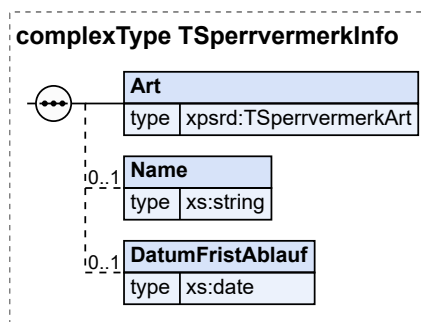 complexType TSperrvermerkInfo
Art
type xpsrd:TSperrvermerkArt
0..1 Name
type xs:string
0..1 DatumFristAblauf
type xs:date